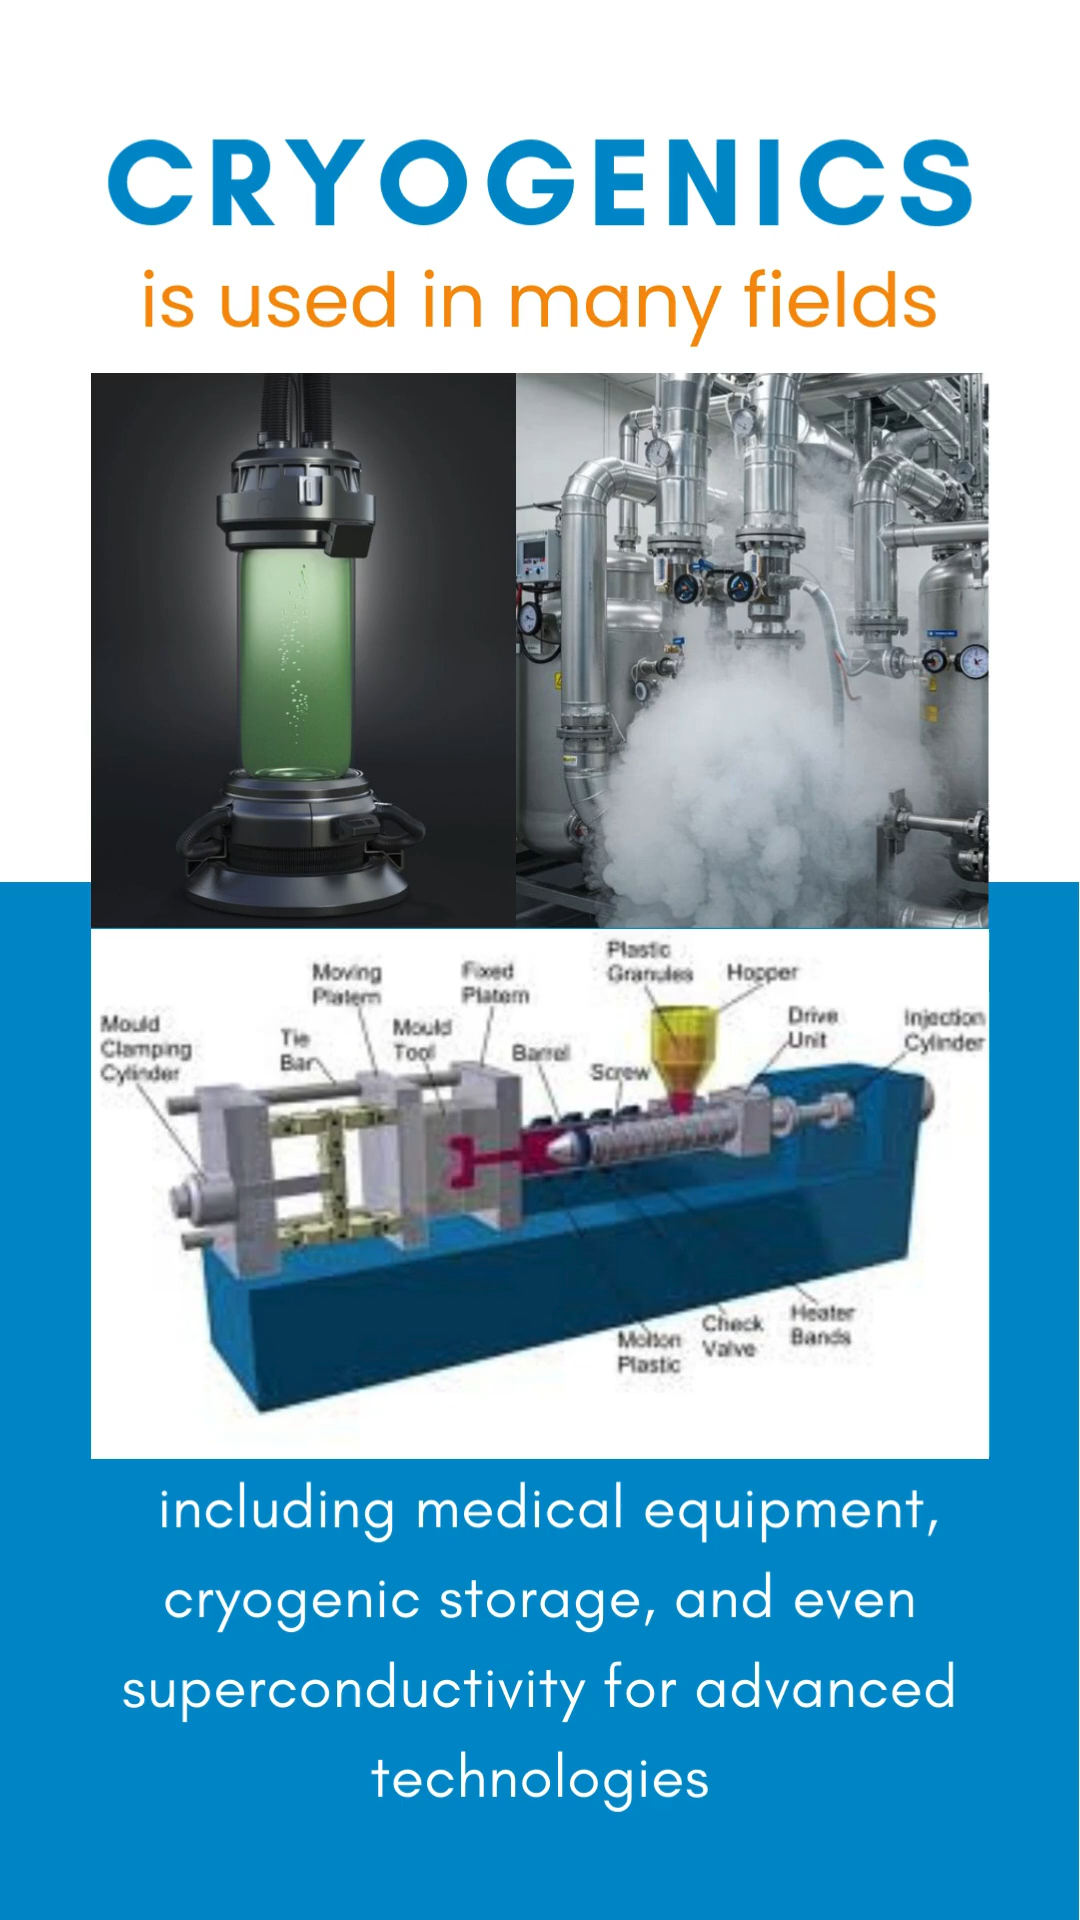 CRYOGENICS
is used in many fields
Plastic
Granules
Hopper
Moving
Platern
Fixed
Platern
Mould
Clamping
Cylinder
Tie
Bar
Mould
Tool
Barrel
Screw
Drive
Unit
Injection
Cylinder
Molton
Plastic
Check
Valve
Heater
Bands
including medical equipment,
cryogenic storage, and even
superconductivity for advanced
technologies